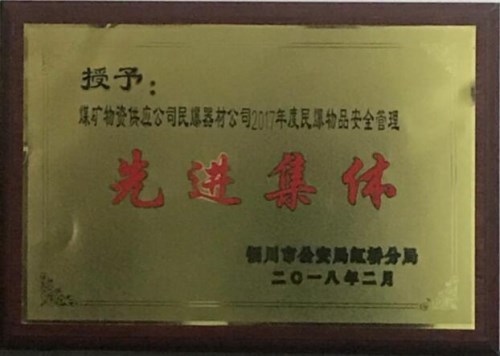 授予：
煤矿物资供应公司民爆器材公司2017年度民爆物品安全管理
先进集体
铜川市公安局红桥分局
二〇一八年二月